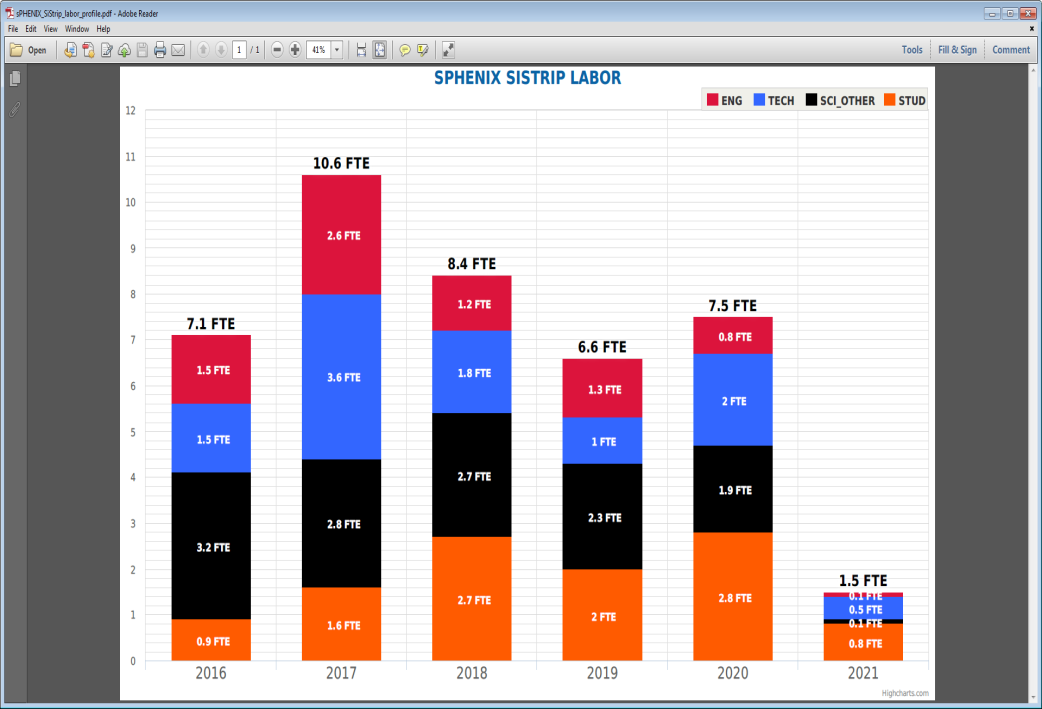 sPHENIX_SiStrip_labor_profile.pdf - Adobe Reader
File Edit View Window Help
x
Open 1 / 1 41% Tools Fill & Sign Comment
SPHENIX SISTRIP LABOR
ENG TECH SCI_OTHER STUD
12
11
10
9
8
7
6
5
4
3
2
1
0
7.1 FTE
1.5 FTE
1.5 FTE
3.2 FTE
0.9 FTE
10.6 FTE
2.6 FTE
3.6 FTE
2.8 FTE
1.6 FTE
8.4 FTE
1.2 FTE
1.8 FTE
2.7 FTE
2.7 FTE
6.6 FTE
1.3 FTE
1 FTE
2.3 FTE
2 FTE
7.5 FTE
0.8 FTE
2 FTE
1.9 FTE
2.8 FTE
1.5 FTE
0.1 FTE
0.5 FTE
0.1 FTE
0.8 FTE
2016 2017 2018 2019 2020 2021
Highcharts.com